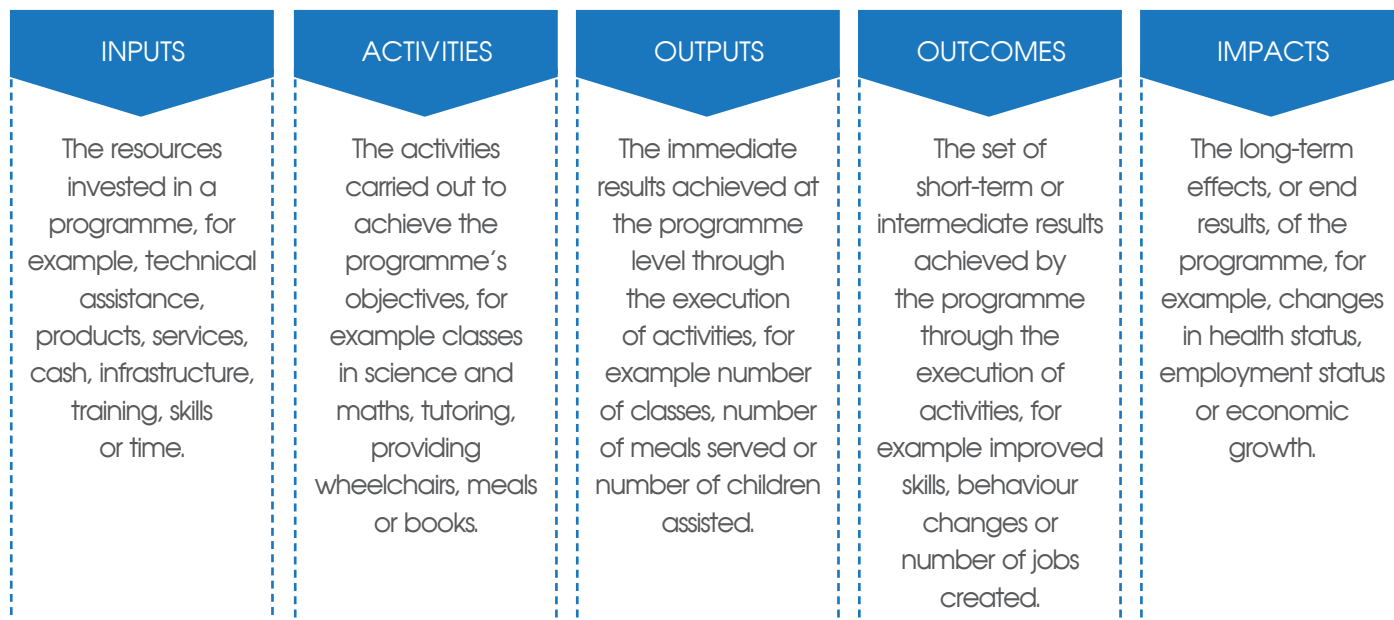 INPUTS
The resources
invested in a
programme, for
example, technical
assistance,
products, services,
cash, infrastructure,
training, skills
or time.
ACTIVITIES
The activities
carried out to
achieve the
programme´s
objectives, for
example classes
in science and
maths, tutoring,
providing
wheelchairs, meals
or books.
OUTPUTS
The immediate
results achieved at
the programme
level through
the execution
of activities, for
example number
of classes, number
of meals served or
number of children
assisted.
OUTCOMES
The set of
short-term or
intermediate results
achieved by
the programme
through the
execution of
activities, for
example improved
skills, behaviour
changes or
number of jobs
created.
IMPACTS
The long-term
effects, or end
results, of the
programme, for
example, changes
in health status,
employment status
or economic
growth.